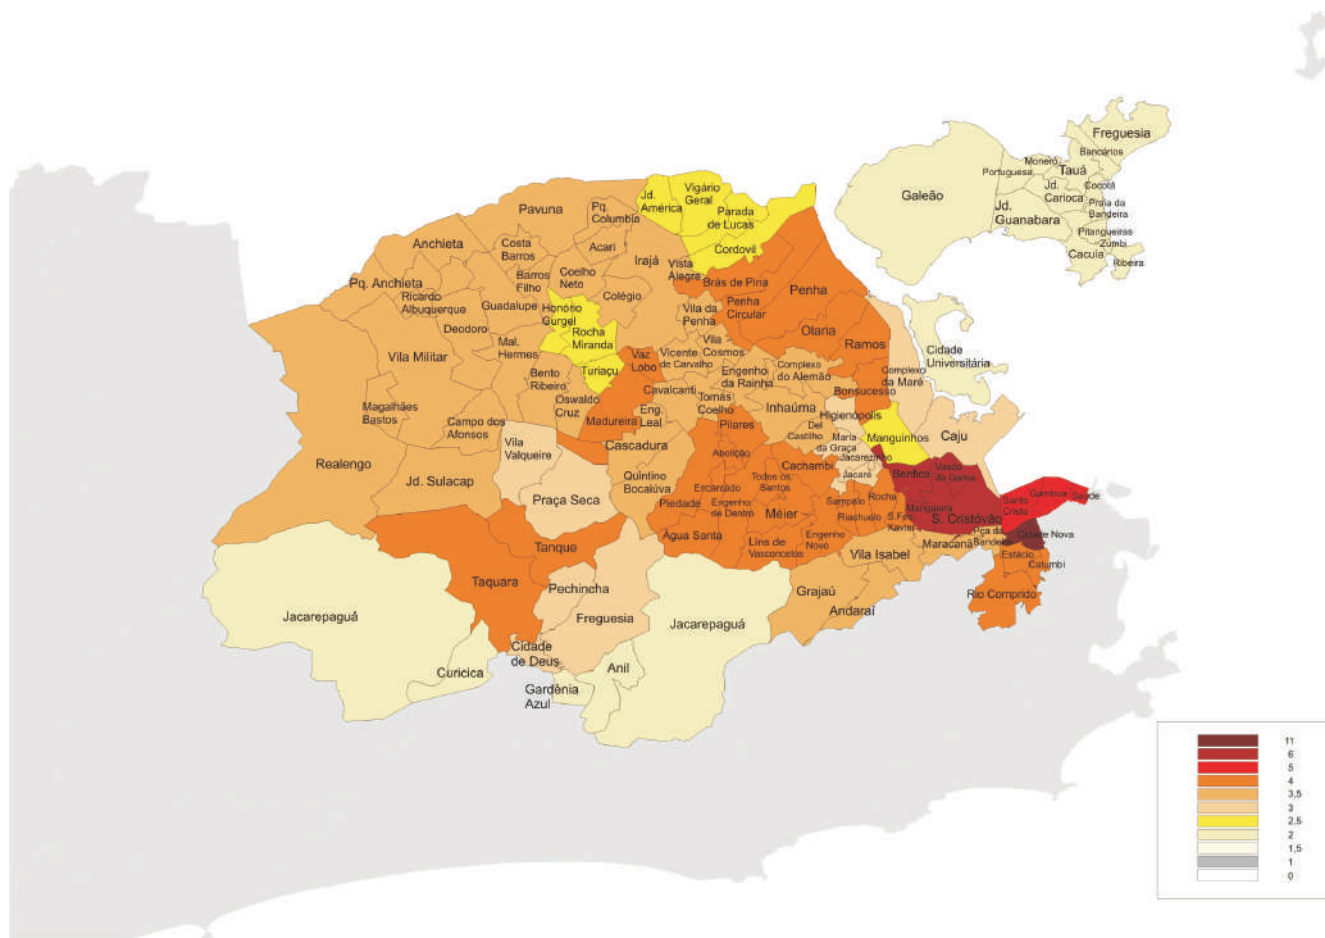 Freguesia
Bancários
Moneró
Tauá
Portuguesa
Galeão
Jd.
Carioca
Cocotá
Praia da
Bandeira
Jd.
Guanabara
Pitangueiras
Zumbi
Cacuia
Ribeira
Cidade
Universitária
Pavuna
Pq.
Columbia
Jd.
América
Vigário
Geral
Parada
de Lucas
Cordovil
Anchieta
Costa
Barros
Acari
Irajá
Vista
Alegre
Brás de Pina
Penha
Pq. Anchieta
Ricardo
Albuquerque
Barros
Filho
Coelho
Neto
Colégio
Guadalupe
Honório
Gurgel
Vila da
Penha
Penha
Circular
Olaria
Ramos
Deodoro
Rocha
Miranda
Vila Militar
Mal.
Hermes
Vaz
Lobo
Vicente
de Carvalho
Vila
Cosmos
Bento
Ribeiro
Turiaçu
Engenho
da Rainha
Complexo
do Alemão
Complexo
da Maré
Bonsucesso
Cavalcanti
Tomás
Coelho
Inhaúma
Magalhães
Bastos
Campo dos
Afonsos
Oswaldo
Cruz
Madureira
Eng.
Leal
Pilares
Higienópolis
Del
Castilho
Maria
da Graça
Manguinhos
Caju
Realengo
Vila
Valqueire
Cascadura
Abolição
Jacarezinho
Jacaré
Cachambi
Benfica
Vasco
da Gama
Jd. Sulacap
Praça Seca
Quintino
Bocaiúva
Piedade
Encantado
Todos os
Santos
Engenho
de Dentro
Méier
Sampaio
Rocha
Riachuelo
Mangueira
S. Fco
Xavier
S. Cristóvão
Santo
Cristo
Gamboa
Saúde
Tanque
Água Santa
Lins de
Vasconcelos
Engenho
Novo
Vila Isabel
Maracanã
Pça da
Bandeira
Cidade Nova
Estácio
Catumbi
Taquara
Pechincha
Grajaú
Andaraí
Rio Comprido
Jacarepaguá
Freguesia
Jacarepaguá
Cidade
de Deus
Curicica
Anil
Gardênia
Azul
11
6
5
4
3,5
3
2.5
2
1,5
1
0